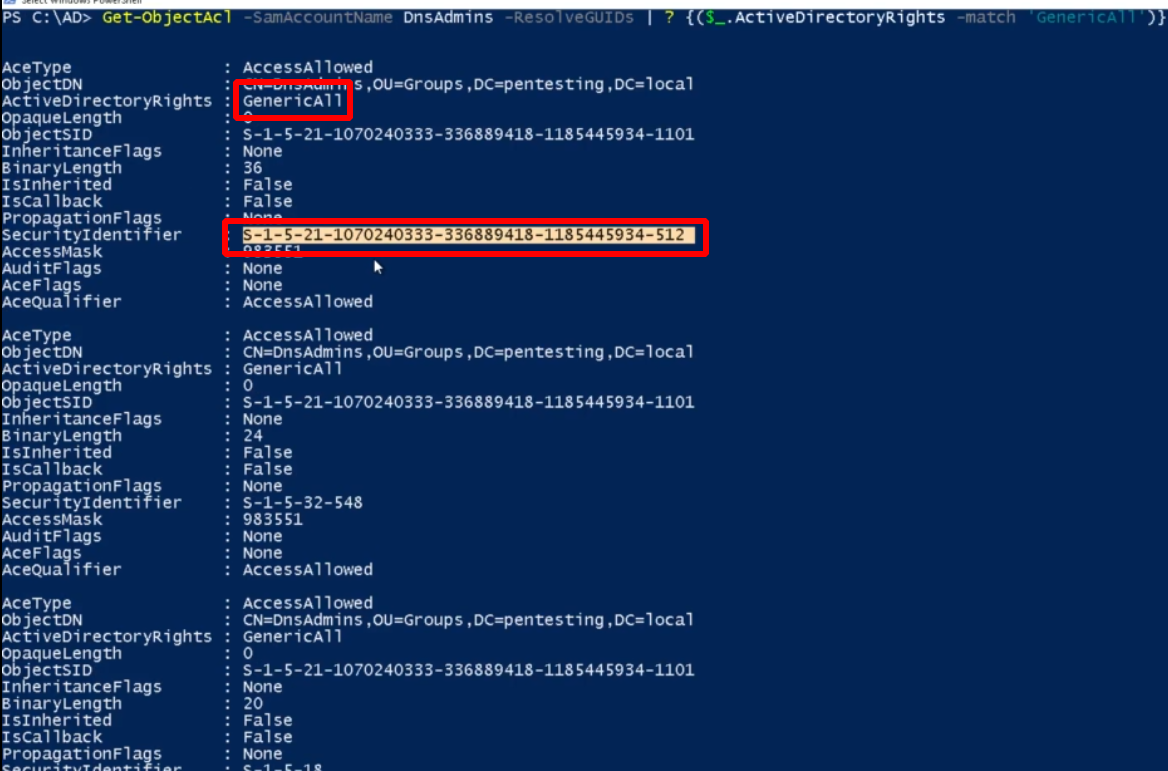 Select Windows PowerShell
PS C:\AD> Get-ObjectAcl -SamAccountName DnsAdmins -ResolveGUIDs | ? {($_.ActiveDirectoryRights -match 'GenericAll')}
AceType : AccessAllowed
ObjectDN : CN=DnsAdmins,OU=Groups,DC=pentesting,DC=local
ActiveDirectoryRights : GenericAll
OpaqueLength : 0
ObjectSID : S-1-5-21-1070240333-336889418-1185445934-1101
InheritanceFlags : None
BinaryLength : 36
IsInherited : False
IsCallback : False
PropagationFlags : None
SecurityIdentifier : S-1-5-21-1070240333-336889418-1185445934-512
AccessMask : 983551
AuditFlags : None
AceFlags : None
AceQualifier : AccessAllowed
AceType : AccessAllowed
ObjectDN : CN=DnsAdmins,OU=Groups,DC=pentesting,DC=local
ActiveDirectoryRights : GenericAll
OpaqueLength : 0
ObjectSID : S-1-5-21-1070240333-336889418-1185445934-1101
InheritanceFlags : None
BinaryLength : 24
IsInherited : False
IsCallback : False
PropagationFlags : None
SecurityIdentifier : S-1-5-32-548
AccessMask : 983551
AuditFlags : None
AceFlags : None
AceQualifier : AccessAllowed
AceType : AccessAllowed
ObjectDN : CN=DnsAdmins,OU=Groups,DC=pentesting,DC=local
ActiveDirectoryRights : GenericAll
OpaqueLength : 0
ObjectSID : S-1-5-21-1070240333-336889418-1185445934-1101
InheritanceFlags : None
BinaryLength : 20
IsInherited : False
IsCallback : False
PropagationFlags : None
SecurityIdentifier : S-1-5-18